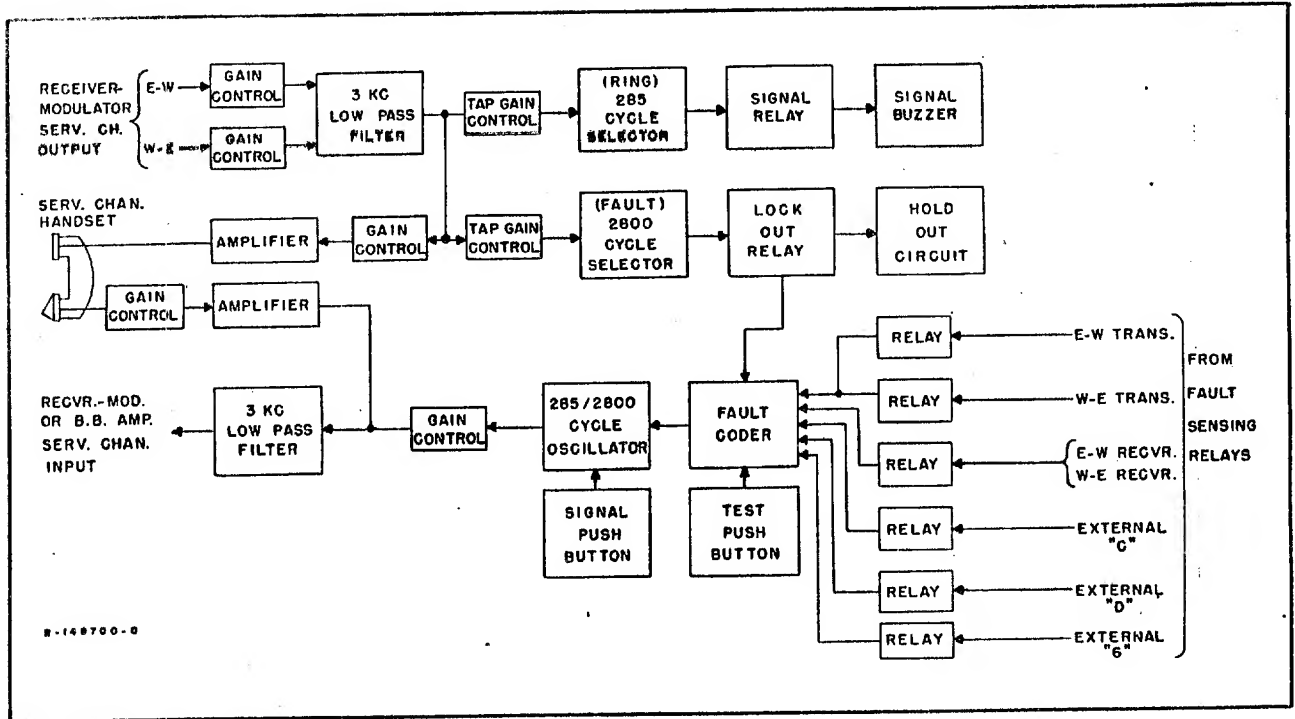 RECEIVER-
MODULATOR
SERV. CH.
OUTPUT
E-W
W-E
GAIN
CONTROL
GAIN
CONTROL
3 KC
LOW PASS
FILTER
TAP GAIN
CONTROL
(RING)
285
CYCLE
SELECTOR
SIGNAL
RELAY
SIGNAL
BUZZER
SERV. CHAN.
HANDSET
AMPLIFIER
GAIN
CONTROL
TAP GAIN
CONTROL
(FAULT)
2800
CYCLE
SELECTOR
LOCK
OUT
RELAY
HOLD
OUT
CIRCUIT
GAIN
CONTROL
AMPLIFIER
RECVR.-MOD.
OR B.B. AMP.
SERV. CHAN.
INPUT
3 KC
LOW PASS
FILTER
GAIN
CONTROL
285/2800
CYCLE
OSCILLATOR
FAULT
CODER
SIGNAL
PUSH
BUTTON
TEST
PUSH
BUTTON
RELAY
E-W TRANS.
RELAY
W-E TRANS.
RELAY
E-W RECVR.
W-E RECVR.
RELAY
EXTERNAL
"C"
RELAY
EXTERNAL
"D"
RELAY
EXTERNAL
"G"
FROM
FAULT
SENSING
RELAYS